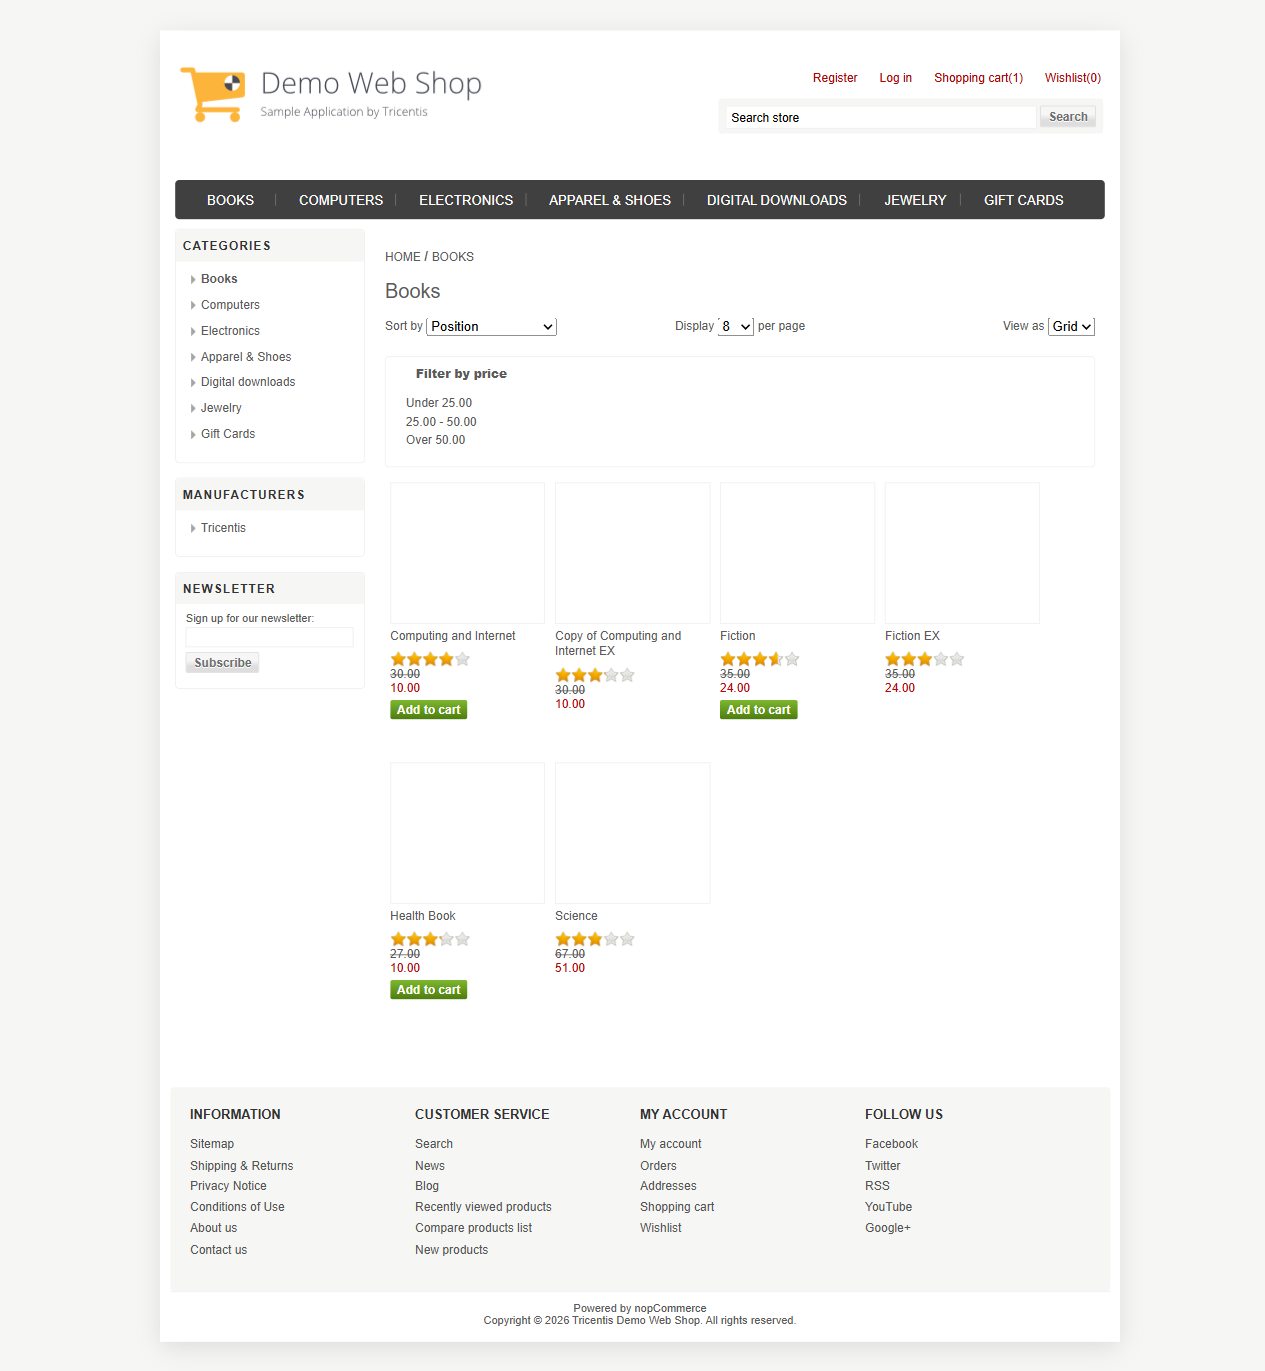 Demo Web Shop
Sample Application by Tricentis
Register Log in Shopping cart(1) Wishlist(0)
Search store Search
BOOKS COMPUTERS ELECTRONICS APPAREL & SHOES DIGITAL DOWNLOADS JEWELRY GIFT CARDS
CATEGORIES
Books
Computers
Electronics
Apparel & Shoes
Digital downloads
Jewelry
Gift Cards
MANUFACTURERS
Tricentis
NEWSLETTER
Sign up for our newsletter:
Subscribe
HOME / BOOKS
Books
Sort by Position Display 8 per page View as Grid
Filter by price
Under 25.00
25.00 - 50.00
Over 50.00
Computing and Internet
30.00
10.00
Add to cart
Copy of Computing and
Internet EX
30.00
10.00
Fiction
35.00
24.00
Add to cart
Fiction EX
35.00
24.00
Health Book
27.00
10.00
Add to cart
Science
67.00
51.00
INFORMATION
Sitemap
Shipping & Returns
Privacy Notice
Conditions of Use
About us
Contact us
CUSTOMER SERVICE
Search
News
Blog
Recently viewed products
Compare products list
New products
MY ACCOUNT
My account
Orders
Addresses
Shopping cart
Wishlist
FOLLOW US
Facebook
Twitter
RSS
YouTube
Google+
Powered by nopCommerce
Copyright © 2026 Tricentis Demo Web Shop. All rights reserved.